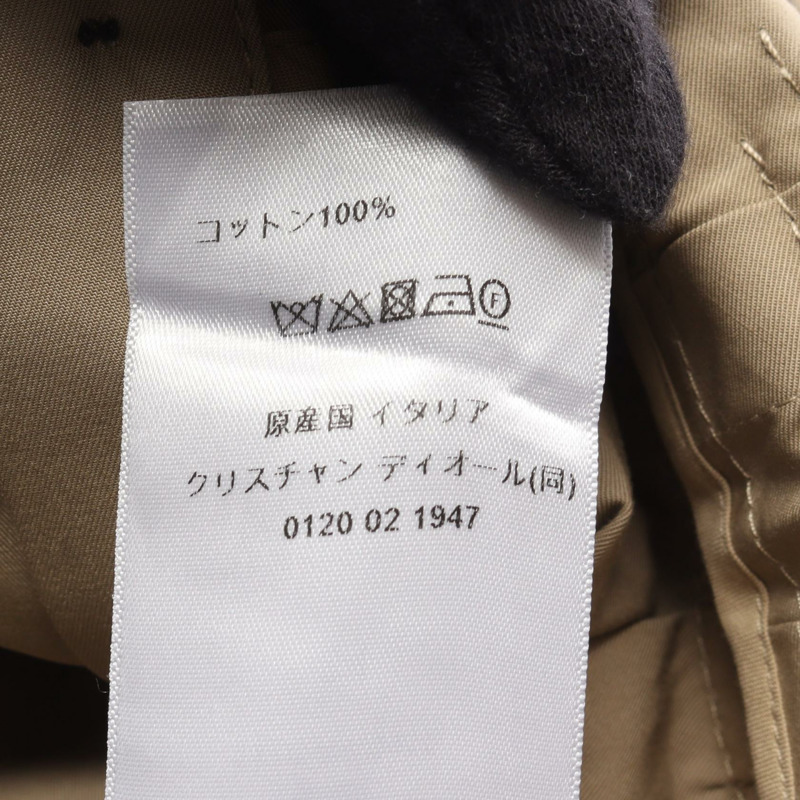 コットン100%
F
原産国 イタリア
クリスチャン ディオール(同)
0120 02 1947